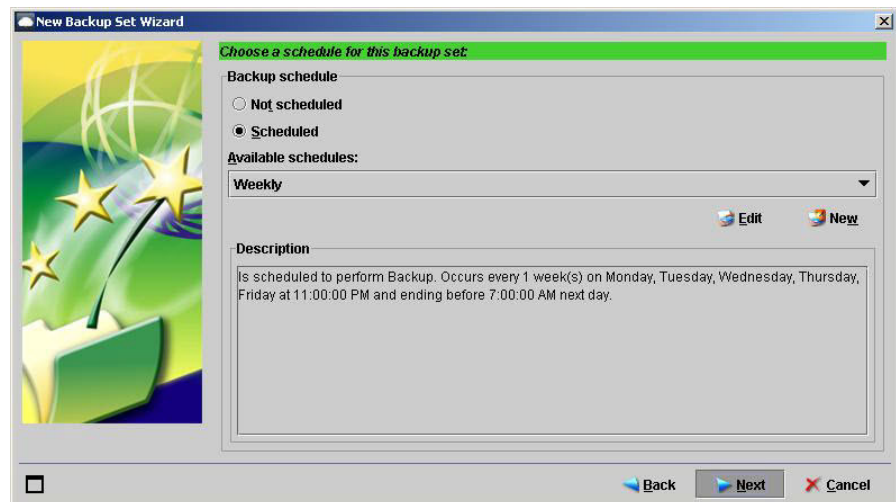 New Backup Set Wizard
Choose a schedule for this backup set:
Backup schedule
Not scheduled
Scheduled
Available schedules:
Weekly
Edit
New
Description
Is scheduled to perform Backup. Occurs every 1 week(s) on Monday, Tuesday, Wednesday, Thursday,
Friday at 11:00:00 PM and ending before 7:00:00 AM next day.
Back
Next
Cancel